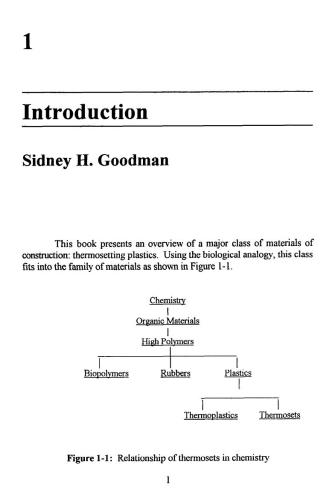 1
Introduction
Sidney H. Goodman
This book presents an overview of a major class of materials of
construction: thermosetting plastics. Using the biological analogy, this class
fits into the family of materials as shown in Figure 1-1.
Chemistry
Organic Materials
High Polymers
Biopolymers Rubbers Plastics
Thermoplastics Thermosets
Figure 1-1: Relationship of thermosets in chemistry
1